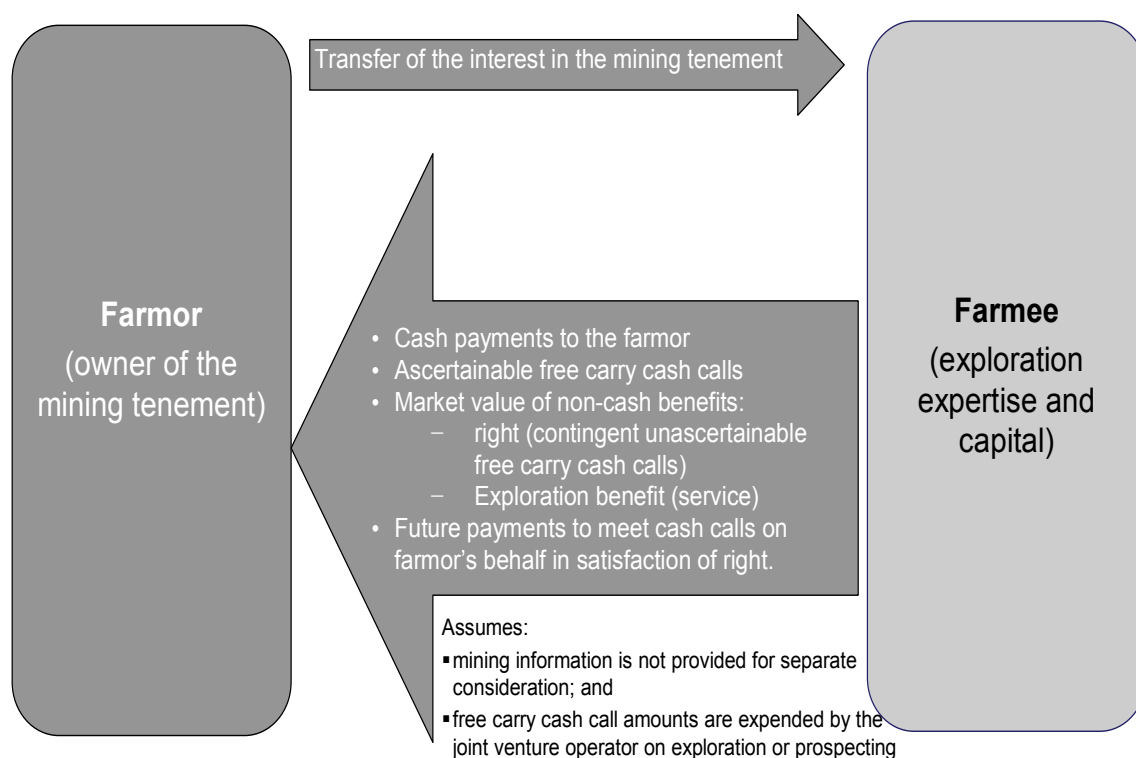 Transfer of the interest in the mining tenement
Farmor
(owner of the
mining tenement)
• Cash payments to the farmor
• Ascertainable free carry cash calls
• Market value of non-cash benefits:
– right (contingent unascertainable
free carry cash calls)
– Exploration benefit (service)
• Future payments to meet cash calls on
farmor's behalf in satisfaction of right.
Farmee
(exploration
expertise and
capital)
Assumes:
▪mining information is not provided for separate
consideration; and
▪free carry cash call amounts are expended by the
joint venture operator on exploration or prospecting